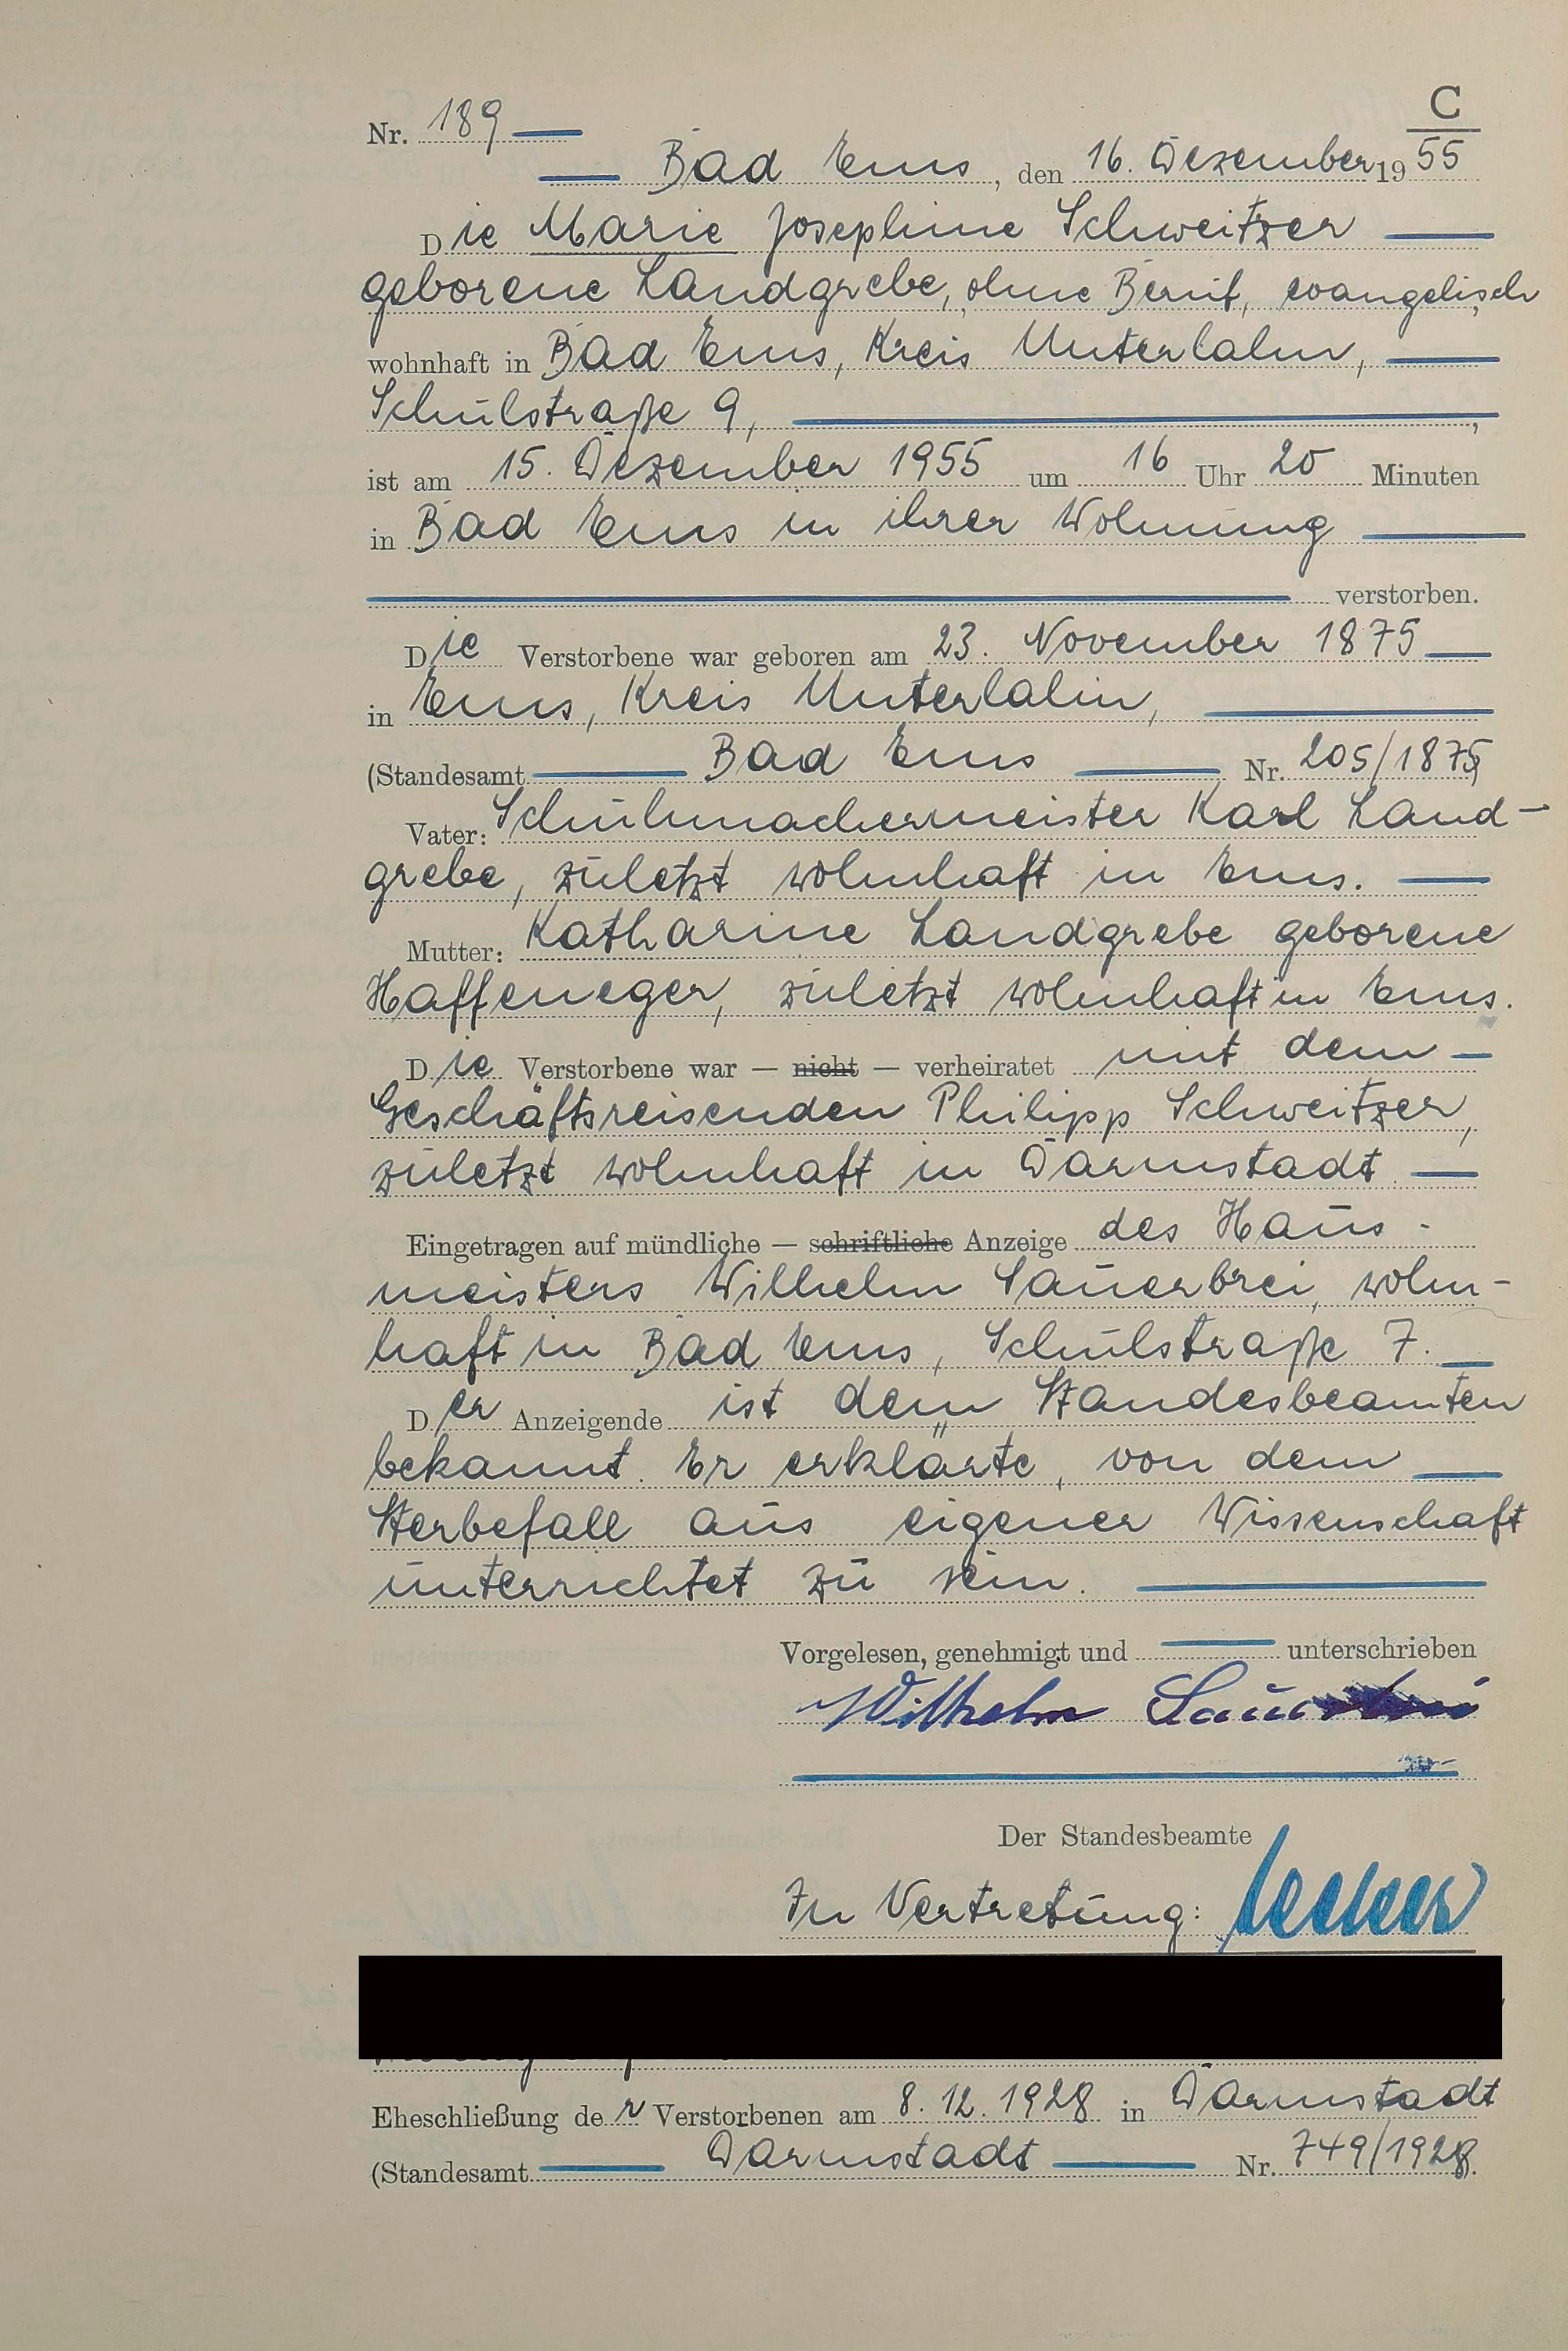 C
Nr. 189
Bad Ems, den 16. Dezember 1955
Die Marie Josephine Schweitzer
geborene Landgrebe, ohne Beruf, evangelisch
wohnhaft in Bad Ems, Kreis Unterlahn,
Schulstraße 9,
ist am 15. Dezember 1955 um 16 Uhr 20 Minuten
in Bad Ems in ihrer Wohnung
verstorben.
Die Verstorbene war geboren am 23. November 1875
in Ems, Kreis Unterlahn,
(Standesamt Bad Ems Nr. 205/1875)
Vater: Schuhmachermeister Karl Land-
grebe, zuletzt wohnhaft in Ems.
Mutter: Katharine Landgrebe geborene
Haffeneger, zuletzt wohnhaft in Ems.
Die Verstorbene war — nicht — verheiratet mit dem
Geschäftsreisenden Philipp Schweitzer,
zuletzt wohnhaft in Darmstadt
Eingetragen auf mündliche — schriftliche Anzeige des Haus-
meisters Wilhelm Sauerbrei, wohn-
haft in Bad Ems, Schulstraße 7.
Der Anzeigende ist dem Standesbeamten
bekannt. Er erklärte, von dem
Sterbefall aus eigener Wissenschaft
unterrichtet zu sein.
Vorgelesen, genehmigt und unterschrieben
Wilhelm
Der Standesbeamte
In Vertretung:
Eheschließung der Verstorbenen am 8.12.1928 in Darmstadt
(Standesamt Darmstadt Nr. 749/1928).